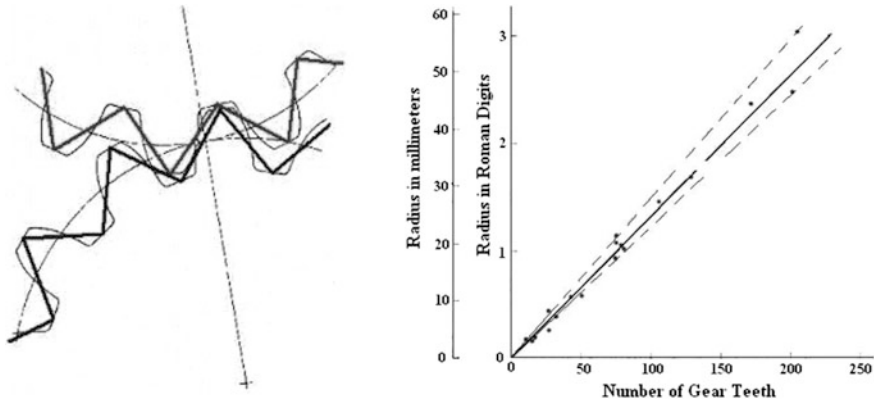 60
50
40
30
20
10
0
Radius in millimeters
3
2
1
0
Radius in Roman Digits
0 50 100 150 200 250
Number of Gear Teeth